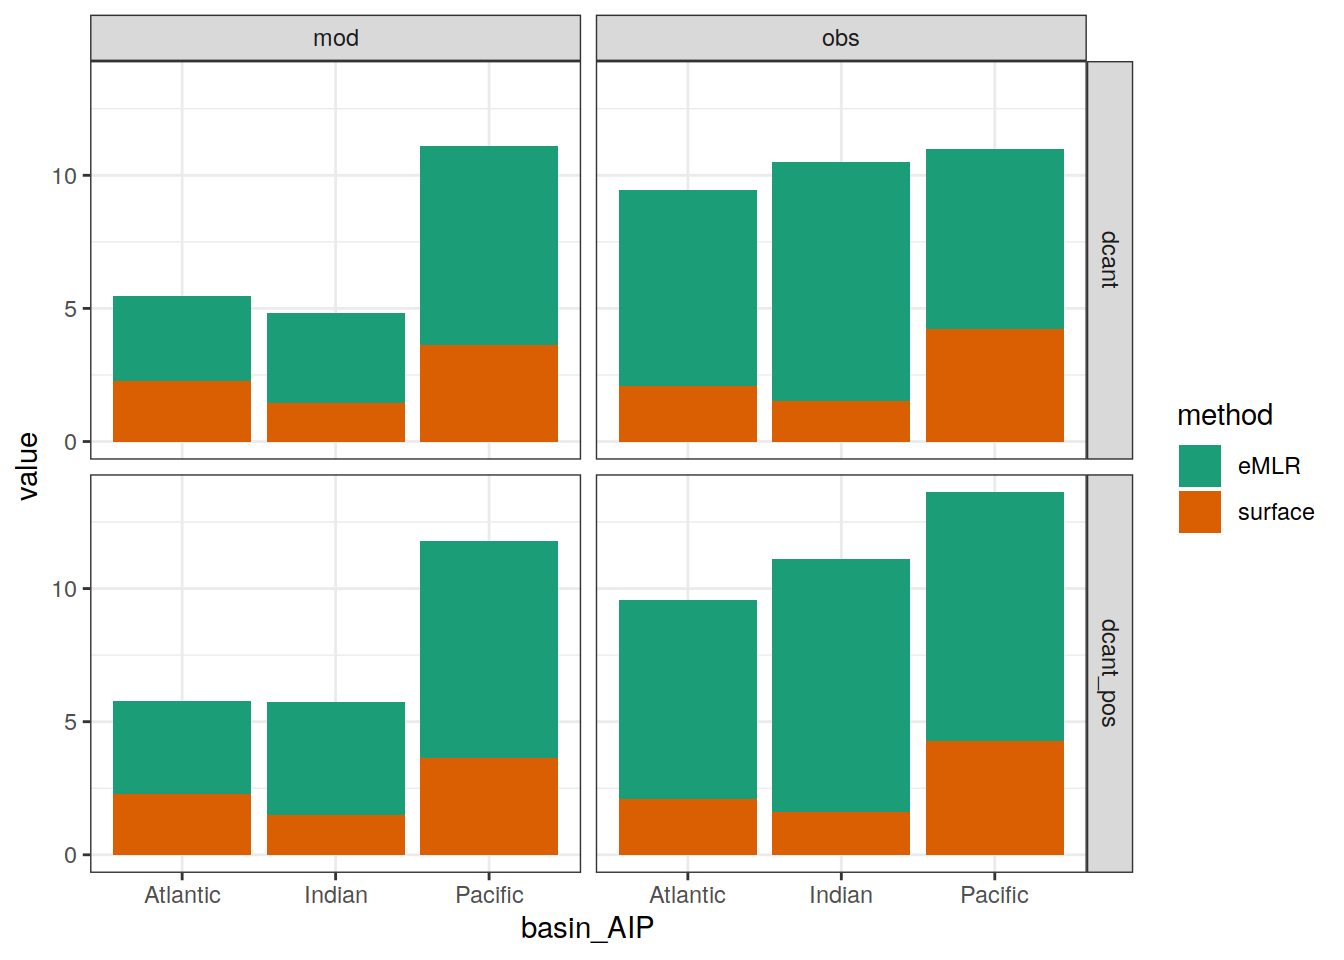 mod
obs
dcant
dcant_pos
value
10
5
0
10
5
0
Atlantic
Indian
Pacific
Atlantic
Indian
Pacific
basin_AIP
method
eMLR
surface